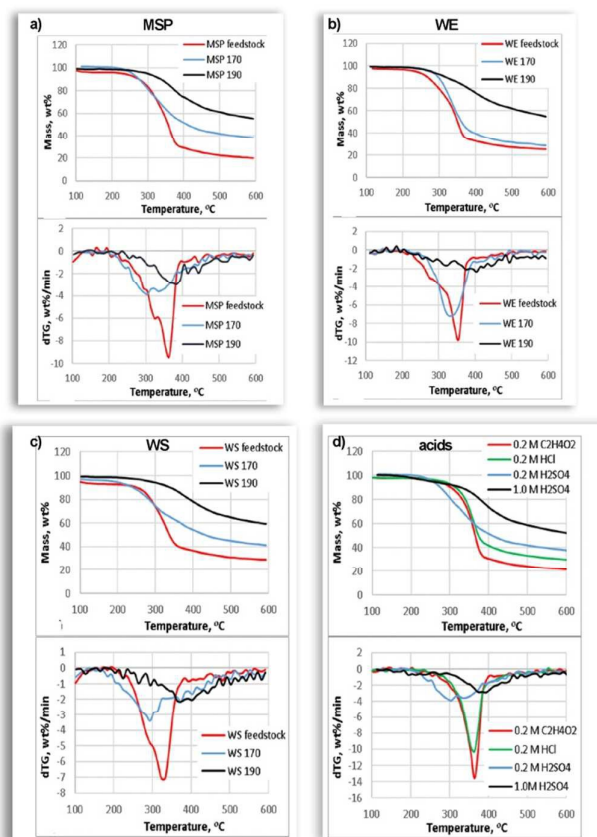 a) MSP
120
100
80
60
40
20
0
Mass, wt%
MSP feedstock
MSP 170
MSP 190
100 200 300 400 500 600
Temperature, °C
2
0
-2
-4
-6
-8
-10
dTG, wt%/min
MSP feedstock
MSP 170
MSP 190
100 200 300 400 500 600
Temperature, °C
b) WE
120
100
80
60
40
20
0
Mass, wt%
WE feedstock
WE 170
WE 190
100 200 300 400 500 600
Temperature, °C
2
0
-2
-4
-6
-8
-10
-12
dTG, wt%/min
WE feedstock
WE 170
WE 190
100 200 300 400 500 600
Temperature, °C
c) WS
120
100
80
60
40
20
0
Mass, wt%
WS feedstock
WS 170
WS 190
100 200 300 400 500 600
Temperature, °C
1
0
-1
-2
-3
-4
-5
-6
-7
-8
dTG, wt%/min
WS feedstock
WS 170
WS 190
100 200 300 400 500 600
Temperature, °C
d) acids
120
100
80
60
40
20
0
Mass, wt%
0.2 M C2H4O2
0.2 M HCl
0.2 M H2SO4
1.0 M H2SO4
100 200 300 400 500 600
Temperature, °C
2
0
-2
-4
-6
-8
-10
-12
-14
-16
dTG, wt%/min
0.2 M C2H4O2
0.2 M HCl
0.2 M H2SO4
1.0M H2SO4
100 200 300 400 500 600
Temperature, °C